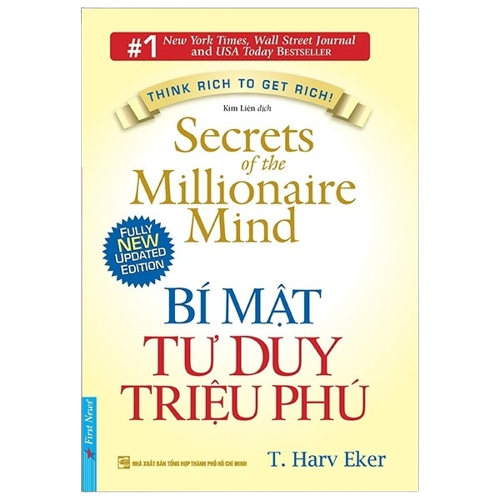 #1 New York Times, Wall Street Journal
and USA Today BESTSELLER
THINK RICH TO GET RICH!
Kim Liên dịch
Secrets
of the
Millionaire
Mind
FULLY
NEW
UPDATED
EDITION
BÍ MẬT
TƯ DUY
TRIỆU PHÚ
First News
NHÀ XUẤT BẢN TỔNG HỢP THÀNH PHỐ HỒ CHÍ MINH
T. Harv Eker